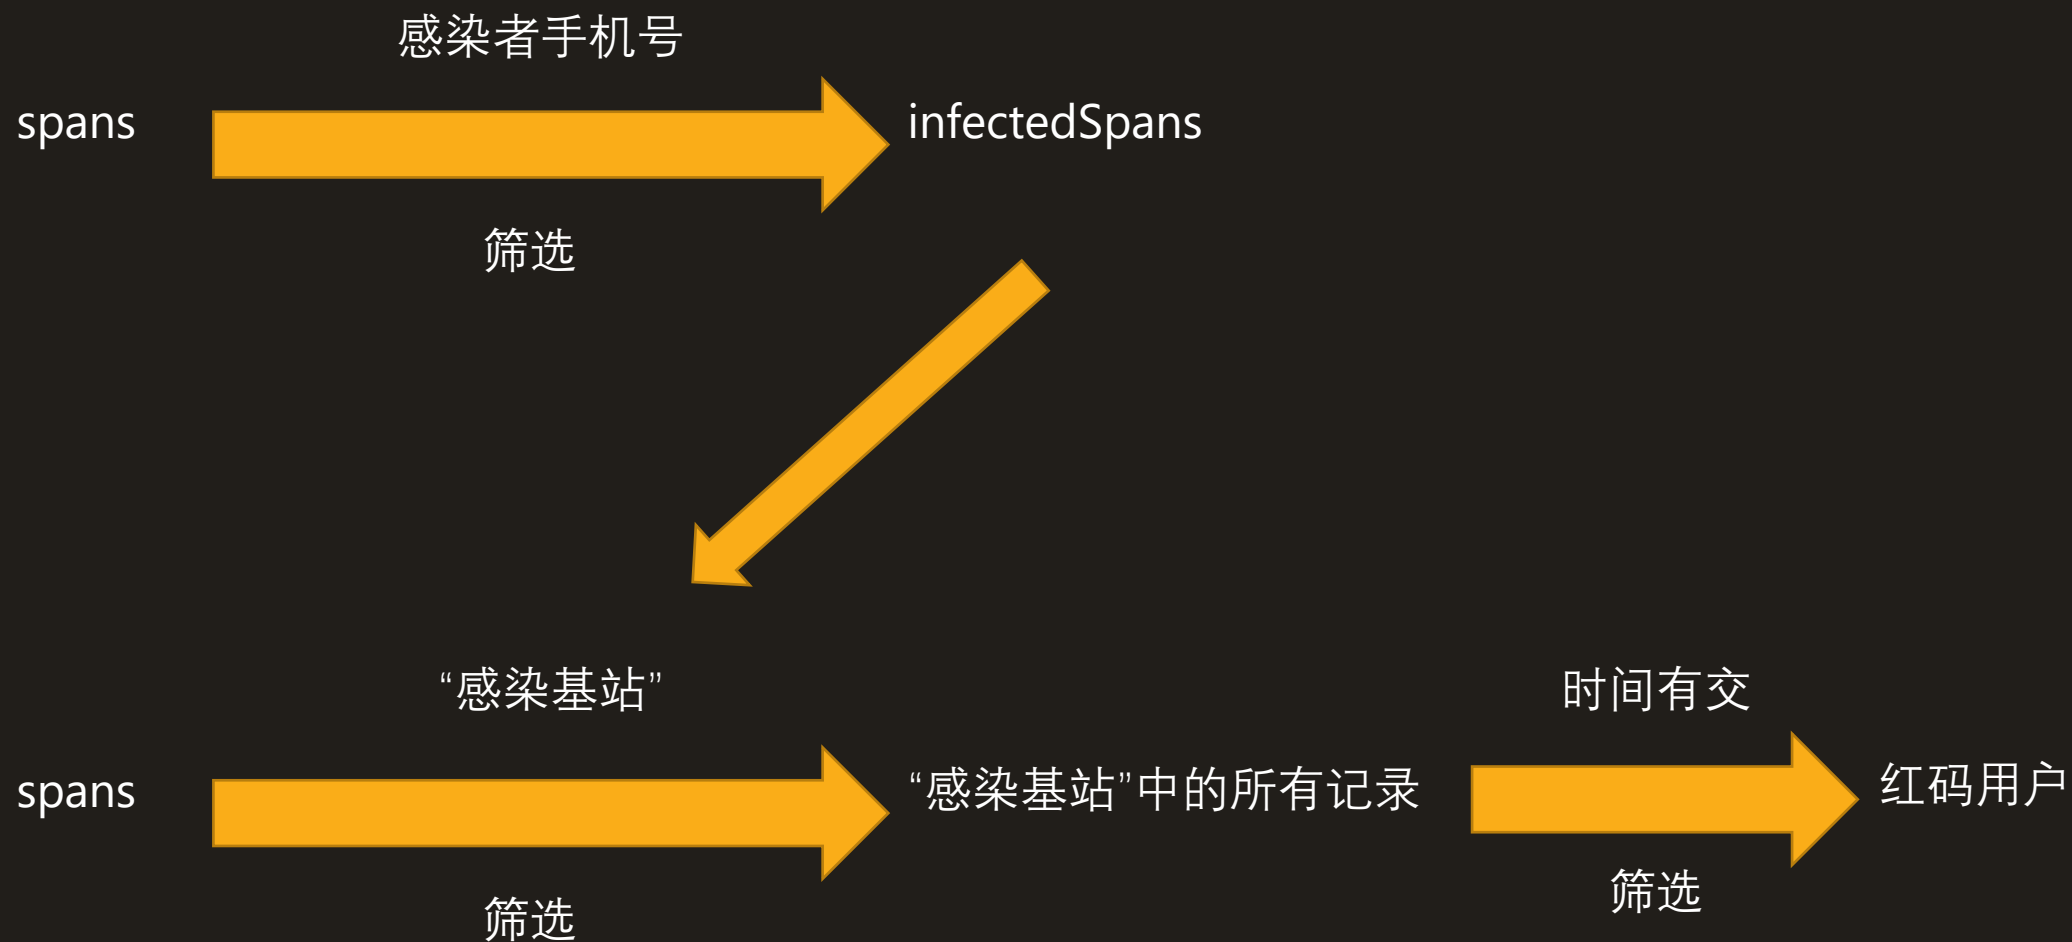 感染者手机号
spans
infectedSpans
筛选
“感染基站”
时间有交
spans
“感染基站”中的所有记录
红码用户
筛选
筛选